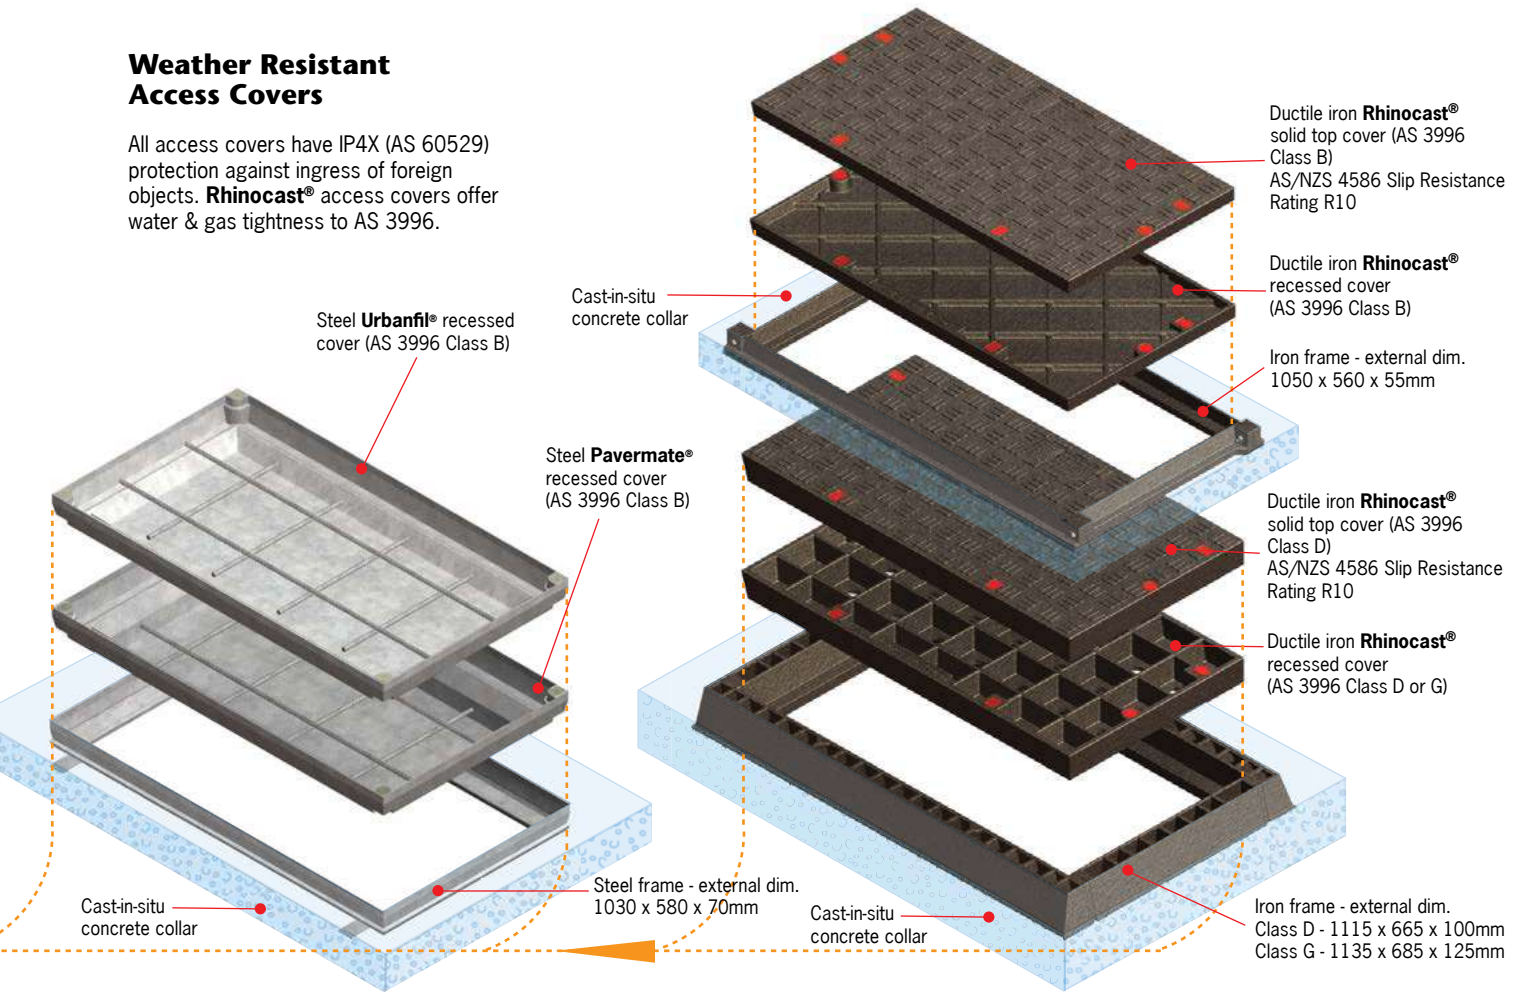 Weather Resistant
Access Covers
All access covers have IP4X (AS 60529)
protection against ingress of foreign
objects. Rhinocast® access covers offer
water & gas tightness to AS 3996.
Steel Urbanfil® recessed
cover (AS 3996 Class B)
Steel Pavermate®
recessed cover
(AS 3996 Class B)
Steel frame - external dim.
1030 x 580 x 70mm
Cast-in-situ
concrete collar
Cast-in-situ
concrete collar
Ductile iron Rhinocast®
solid top cover (AS 3996
Class B)
AS/NZS 4586 Slip Resistance
Rating R10
Ductile iron Rhinocast®
recessed cover
(AS 3996 Class B)
Iron frame - external dim.
1050 x 560 x 55mm
Ductile iron Rhinocast®
solid top cover (AS 3996
Class D)
AS/NZS 4586 Slip Resistance
Rating R10
Ductile iron Rhinocast®
recessed cover
(AS 3996 Class D or G)
Cast-in-situ
concrete collar
Iron frame - external dim.
Class D - 1115 x 665 x 100mm
Class G - 1135 x 685 x 125mm